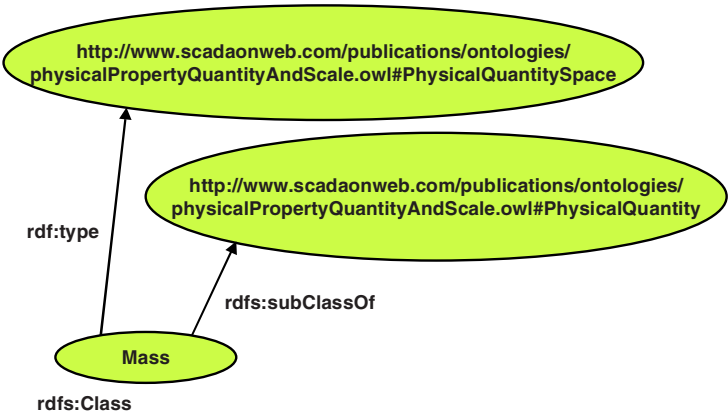 http://www.scadaonweb.com/publications/ontologies/
physicalPropertyQuantityAndScale.owl#PhysicalQuantitySpace
http://www.scadaonweb.com/publications/ontologies/
physicalPropertyQuantityAndScale.owl#PhysicalQuantity
rdf:type
rdfs:subClassOf
Mass
rdfs:Class